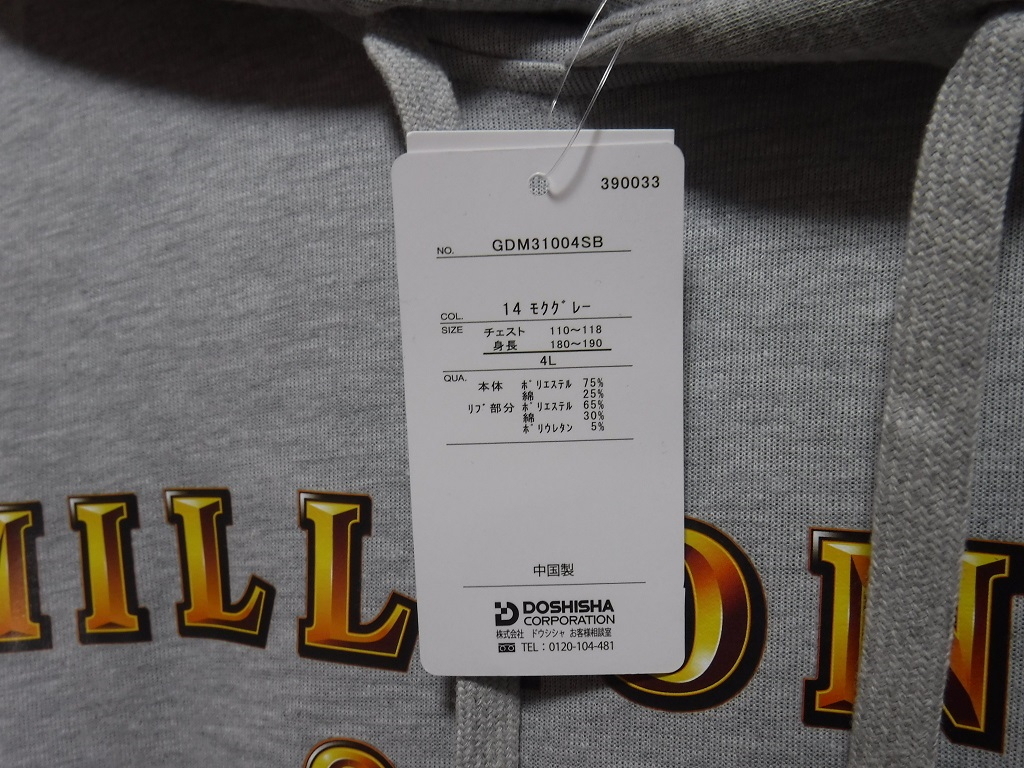 390033
NO. GDM31004SB
COL. 14 ﾓｸｸﾞﾚｰ
SIZE チェスト 110～118
身長 180～190
4L
QUA. 本体 ﾎﾟﾘｴｽﾃﾙ 75%
綿 25%
ﾘﾌﾞ部分 ﾎﾟﾘｴｽﾃﾙ 65%
綿 30%
ﾎﾟﾘｳﾚﾀﾝ 5%
中国製
DOSHISHA
CORPORATION
株式会社 ドウシシャ お客様相談室
TEL：0120-104-481
MILL ON